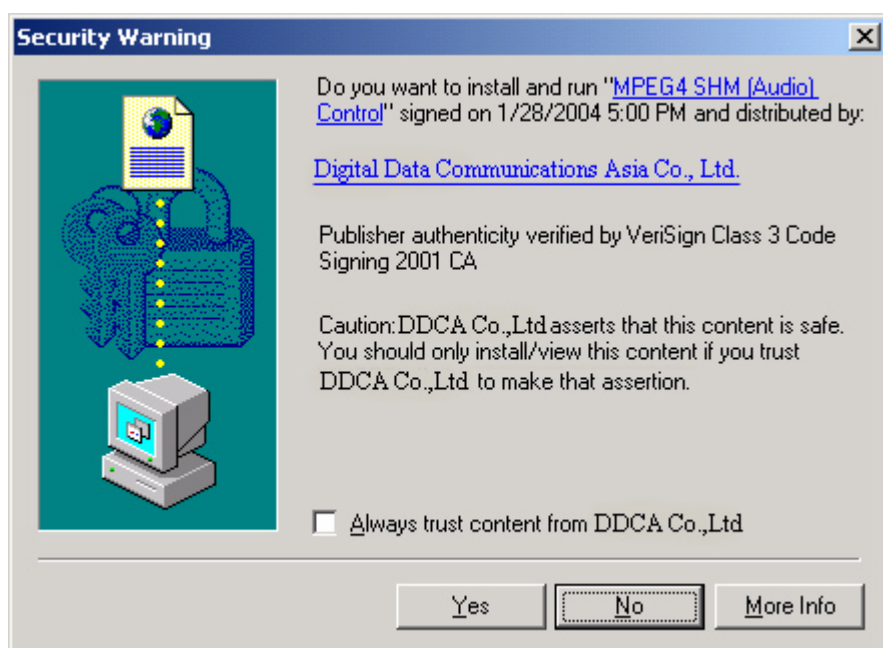 Security Warning
Do you want to install and run "MPEG4 SHM (Audio)
Control" signed on 1/28/2004 5:00 PM and distributed by:
Digital Data Communications Asia Co., Ltd.
Publisher authenticity verified by VeriSign Class 3 Code
Signing 2001 CA
Caution:DDCA Co.,Ltd asserts that this content is safe.
You should only install/view this content if you trust
DDCA Co.,Ltd to make that assertion.
Always trust content from DDCA Co.,Ltd
Yes No More Info